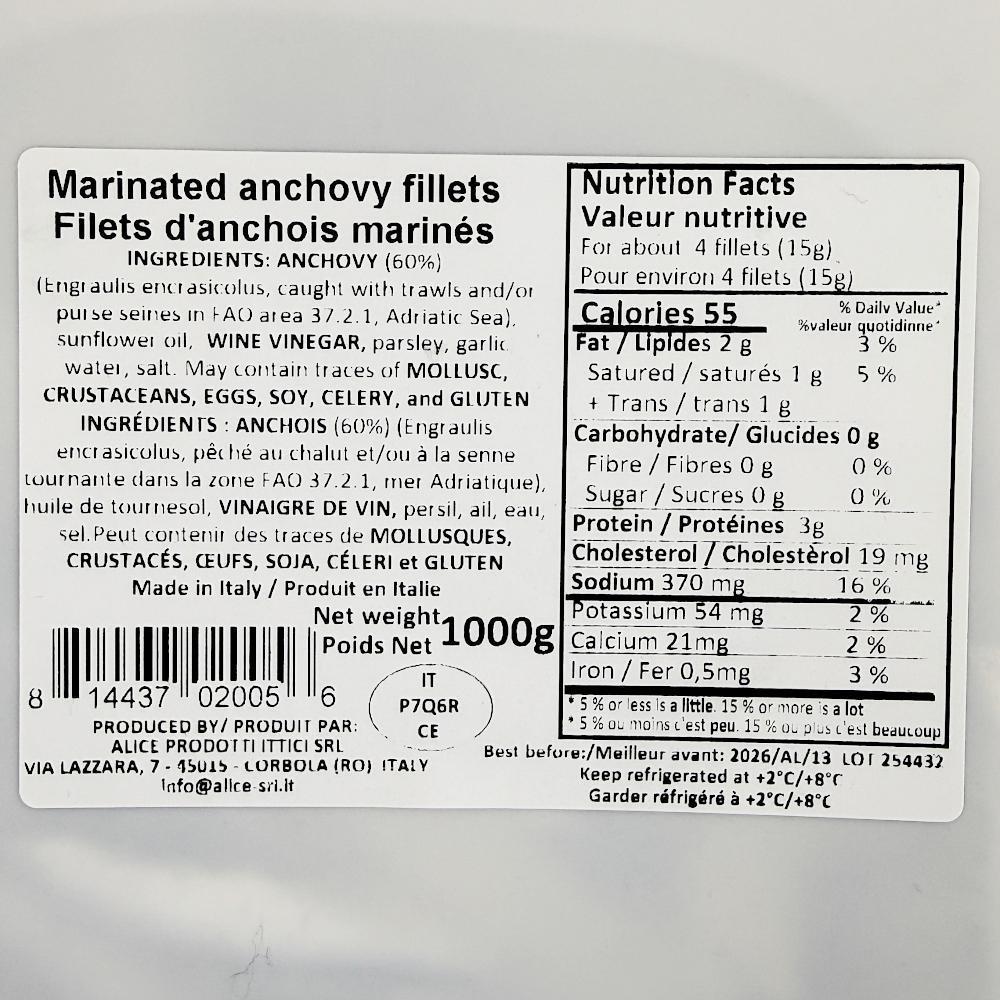 Marinated anchovy fillets
Filets d'anchois marinés
INGREDIENTS: ANCHOVY (60%)
(Engraulis encrasicolus, caught with trawls and/or
purse seines in FAO area 37.2.1, Adriatic Sea),
sunflower oil, WINE VINEGAR, parsley, garlic
water, salt. May contain traces of MOLLUSC,
CRUSTACEANS, EGGS, SOY, CELERY, and GLUTEN
INGRÉDIENTS : ANCHOIS (60%) (Engraulis
encrasicolus, pêché au chalut et/ou à la senne
tournante dans la zone FAO 37.2.1, mer Adriatique),
huile de tournesol, VINAIGRE DE VIN, persil, ail, eau,
sel.Peut contenir des traces de MOLLUSQUES,
CRUSTACÉS, ŒUFS, SOJA, CÉLERI et GLUTEN
Made in Italy / Produit en Italie
Net weight
Poids Net 1000g
8 14437 02005 6
IT
P7Q6R
CE
PRODUCED BY/ PRODUIT PAR:
ALICE PRODOTTI ITTICI SRL
VIA LAZZARA, 7 - 45015 - CORBOLA (RO) ITALY
info@alice-srl.it
Nutrition Facts
Valeur nutritive
For about 4 fillets (15g)
Pour environ 4 filets (15g)
Calories 55
% Daily Value*
%valeur quotidinne*
Fat / Lipides 2 g 3 %
Satured / saturés 1 g 5 %
+ Trans / trans 1 g
Carbohydrate/ Glucides 0 g
Fibre / Fibres 0 g 0 %
Sugar / Sucres 0 g 0 %
Protein / Protéines 3g
Cholesterol / Cholestèrol 19 mg
Sodium 370 mg 16 %
Potassium 54 mg 2 %
Calcium 21mg 2 %
Iron / Fer 0,5mg 3 %
* 5 % or less is a little. 15 % or more is a lot
* 5 % ou moins c'est peu. 15 % ou plus c'est beaucoup
Best before:/Meilleur avant: 2026/AL/13 LOT 254432
Keep refrigerated at +2°C/+8°C
Garder réfrigéré à +2°C/+8°C